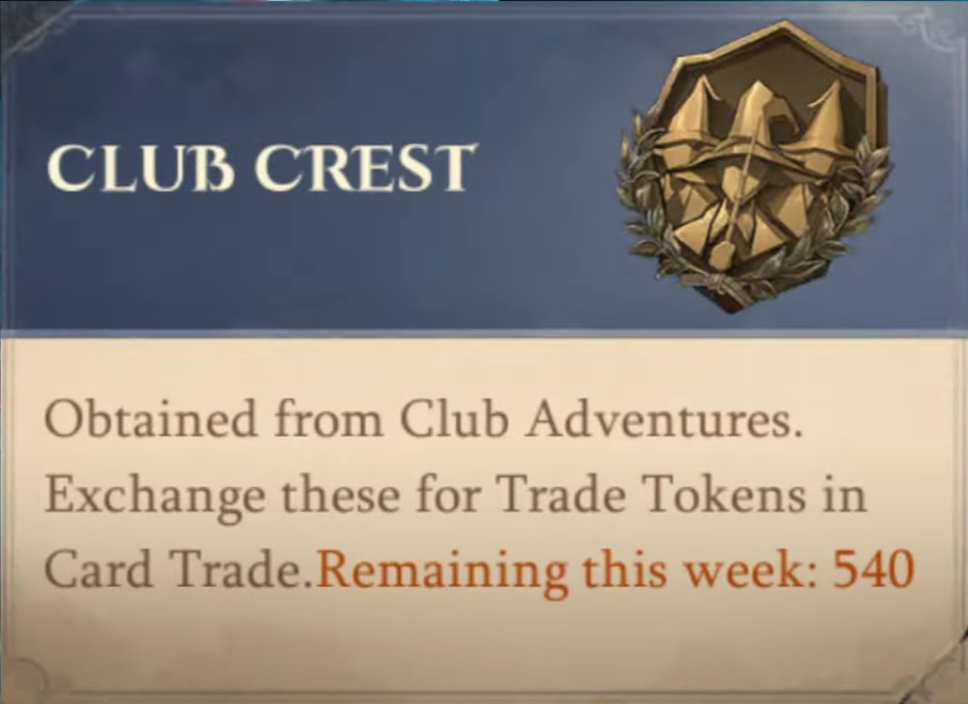 CLUB CREST
Obtained from Club Adventures.
Exchange these for Trade Tokens in
Card Trade.Remaining this week: 540